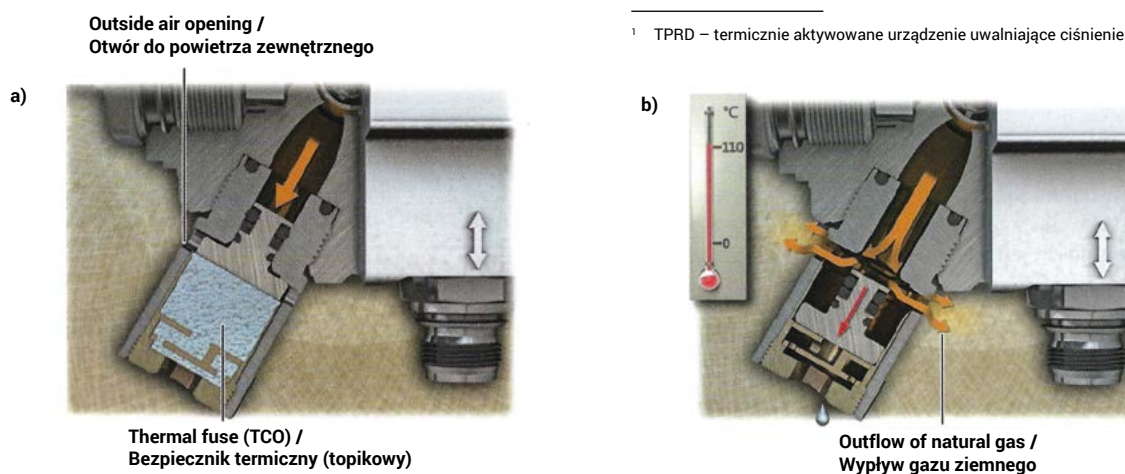 Outside air opening /
Otwór do powietrza zewnętrznego
a)
Thermal fuse (TCO) /
Bezpiecznik termiczny (topikowy)
1 TPRD – termicznie aktywowane urządzenie uwalniające ciśnienie
b)
°C
110
0
Outflow of natural gas /
Wypływ gazu ziemnego